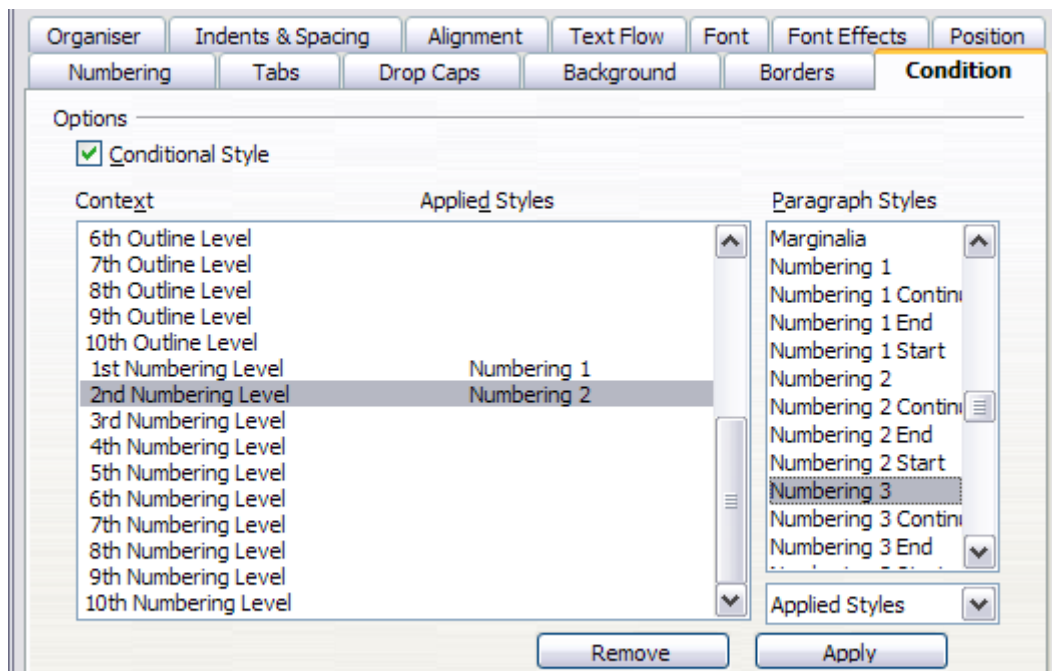 Organiser Indents & Spacing Alignment Text Flow Font Font Effects Position
Numbering Tabs Drop Caps Background Borders Condition
Options
Conditional Style
Context Applied Styles Paragraph Styles
6th Outline Level
7th Outline Level
8th Outline Level
9th Outline Level
10th Outline Level
1st Numbering Level Numbering 1
2nd Numbering Level Numbering 2
3rd Numbering Level
4th Numbering Level
5th Numbering Level
6th Numbering Level
7th Numbering Level
8th Numbering Level
9th Numbering Level
10th Numbering Level
Marginalia
Numbering 1
Numbering 1 Contin
Numbering 1 End
Numbering 1 Start
Numbering 2
Numbering 2 Contin
Numbering 2 End
Numbering 2 Start
Numbering 3
Numbering 3 Contin
Numbering 3 End
Applied Styles
Remove Apply